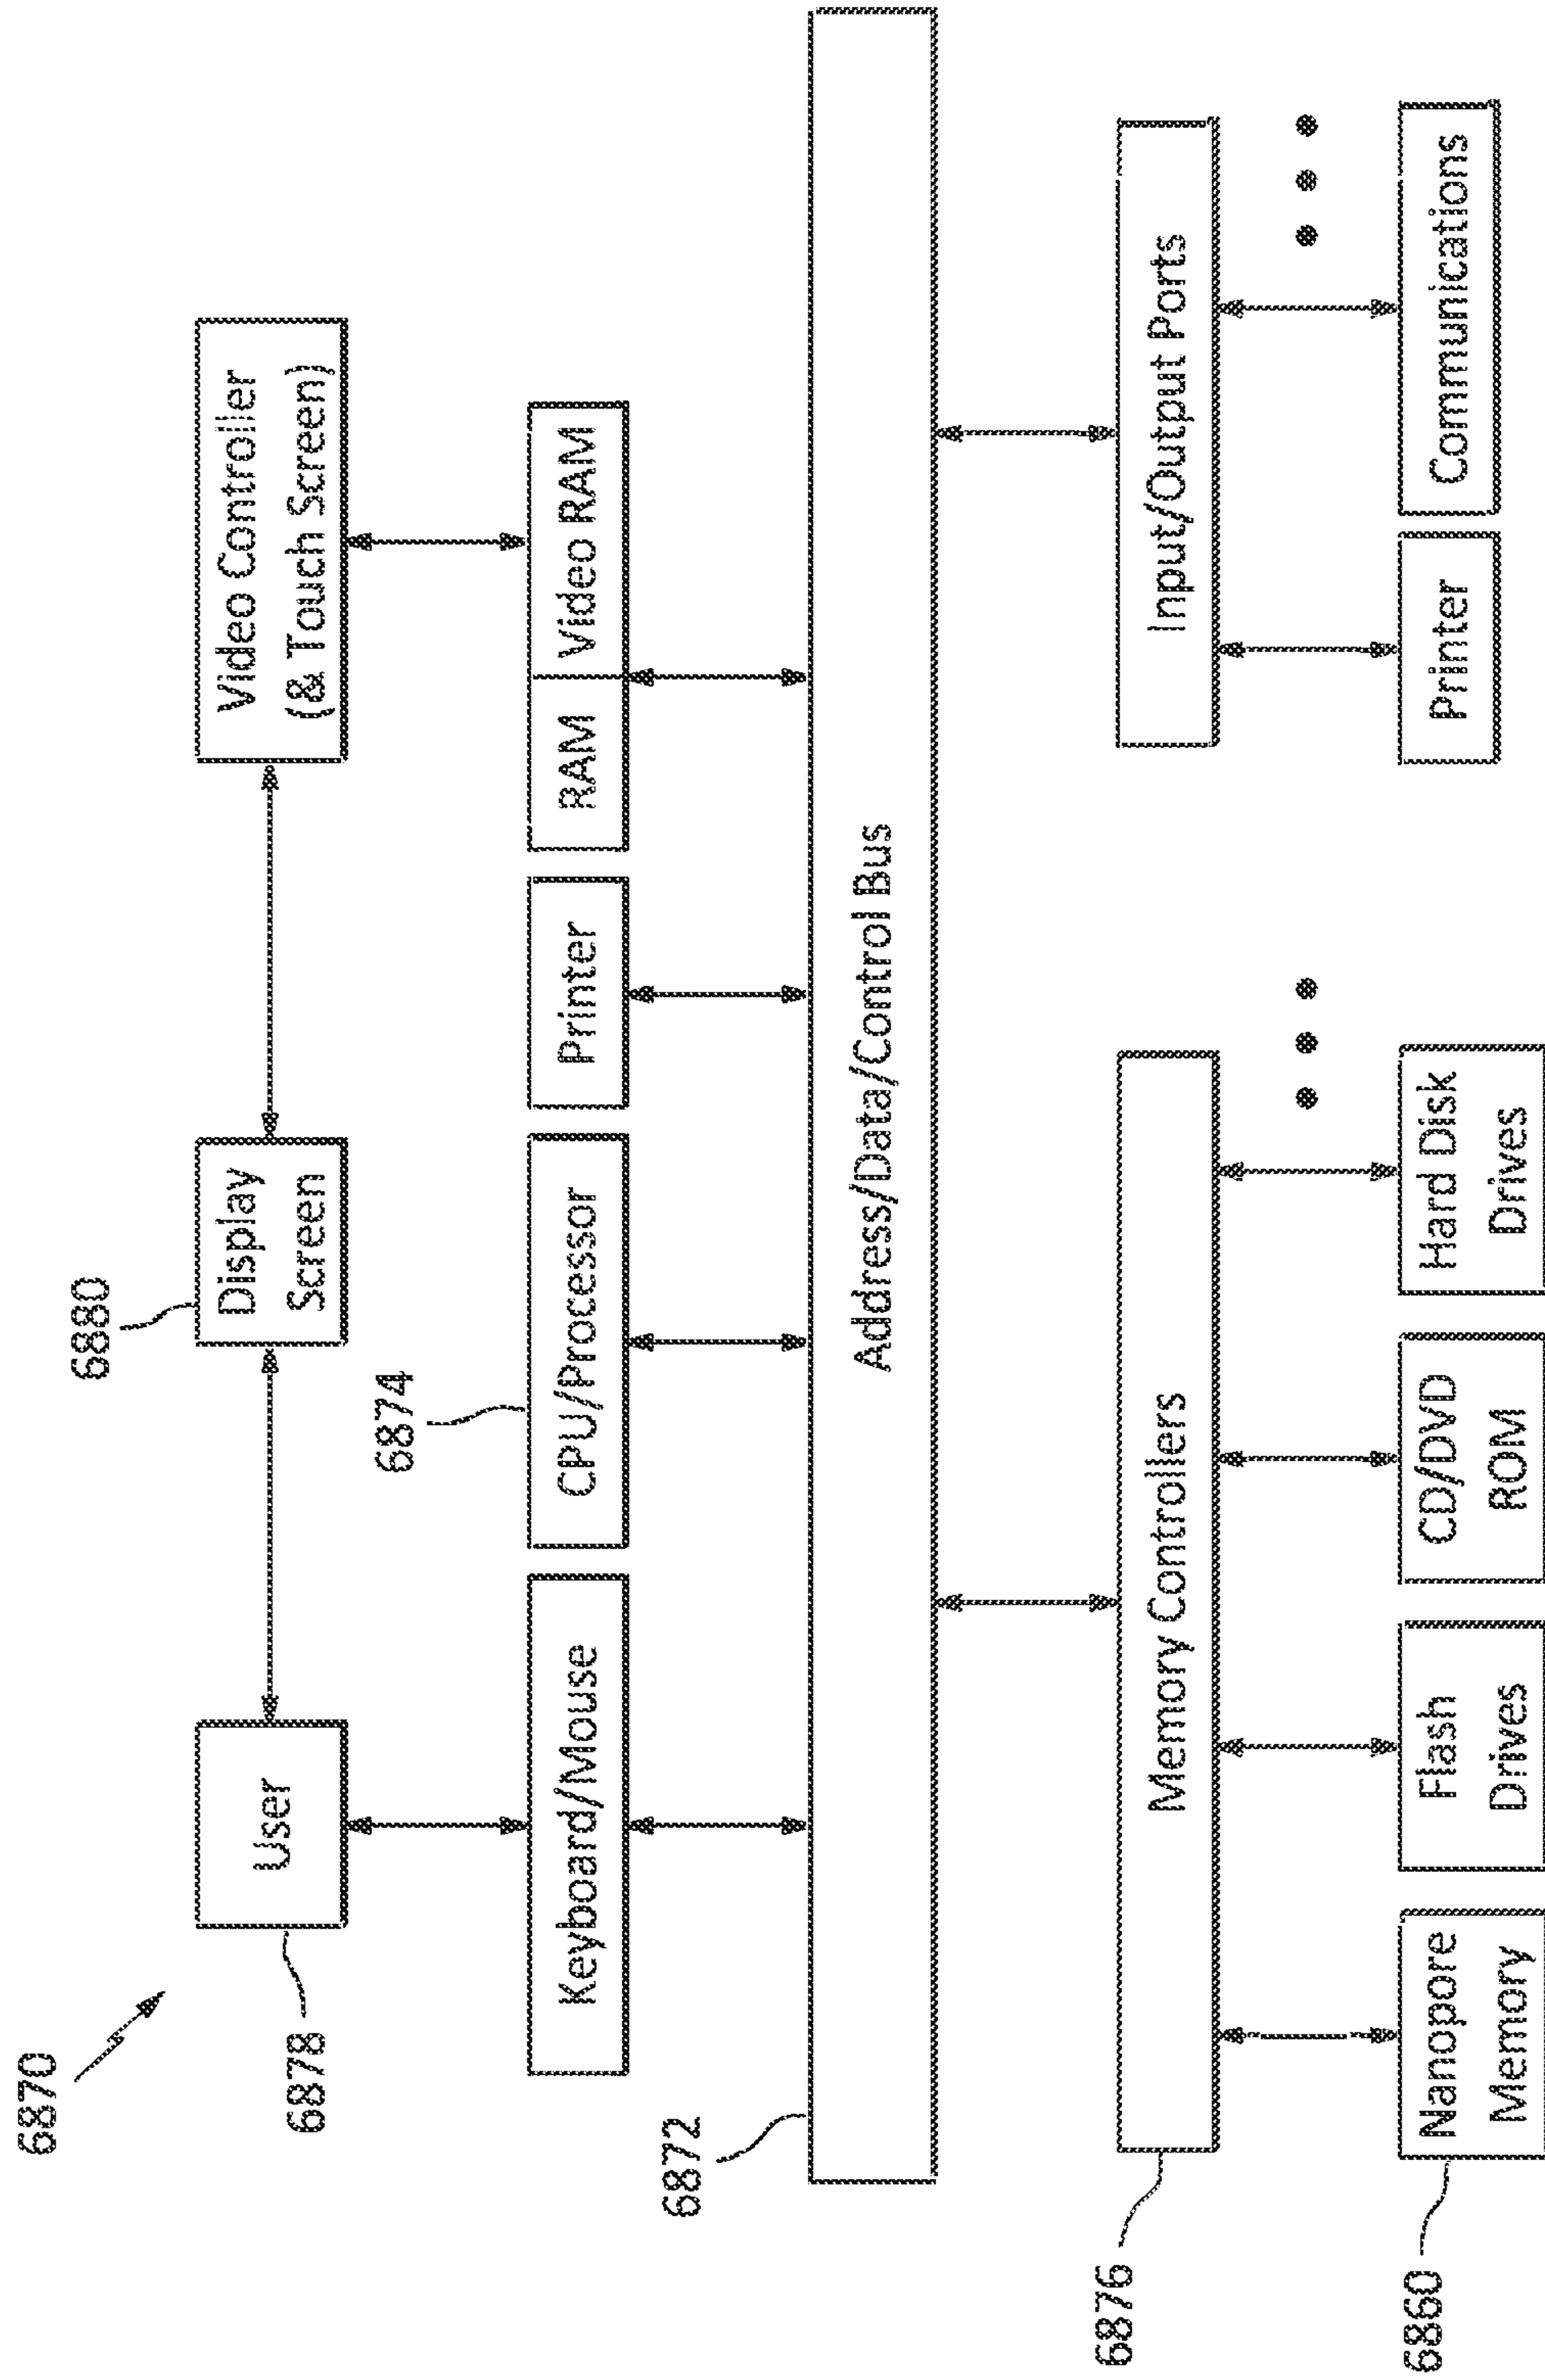 6870
6878
User
6880
Display
Screen
Video Controller
(& Touch Screen)
Keyboard/Mouse
6874
CPU/Processor
Printer
RAM
Video RAM
6872
Address/Data/Control Bus
6876
Memory Controllers
Input/Output Ports
6860
Nanopore
Memory
Flash
Drives
CD/DVD
ROM
Hard Disk
Drives
Printer
Communications